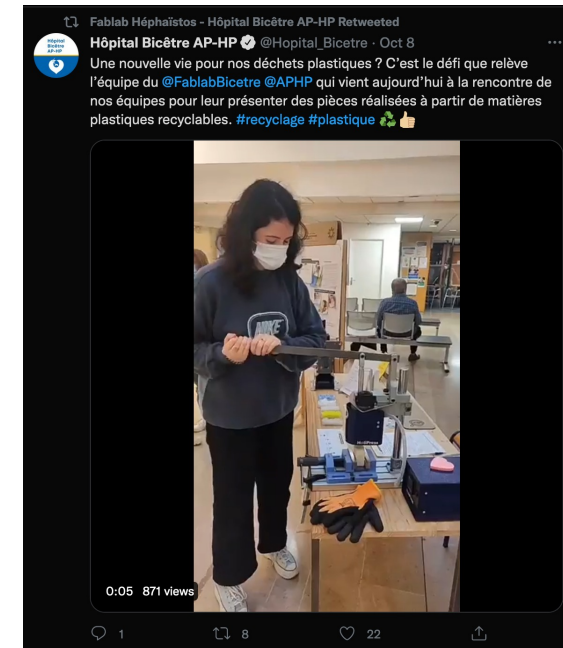 Fablab Héphaïstos - Hôpital Bicêtre AP-HP Retweeted
Hôpital
Bicêtre
AP-HP
Hôpital Bicêtre AP-HP @Hopital_Bicetre · Oct 8
Une nouvelle vie pour nos déchets plastiques ? C’est le défi que relève
l’équipe du @FablabBicetre @APHP qui vient aujourd’hui à la rencontre de
nos équipes pour leur présenter des pièces réalisées à partir de matières
plastiques recyclables. #recyclage #plastique ♻️👍🏼
NIKE
0:05 871 views
1 8 22